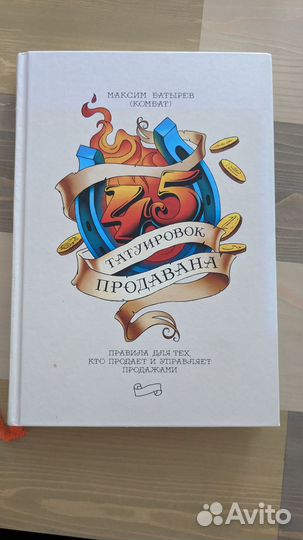 МАКСИМ БАТЫРЕВ
(КОМБАТ)
45
ТАТУИРОВОК
ПРОДАВАНА
ПРАВИЛА ДЛЯ ТЕХ,
КТО ПРОДАЕТ И УПРАВЛЯЕТ
ПРОДАЖАМИ
Avito